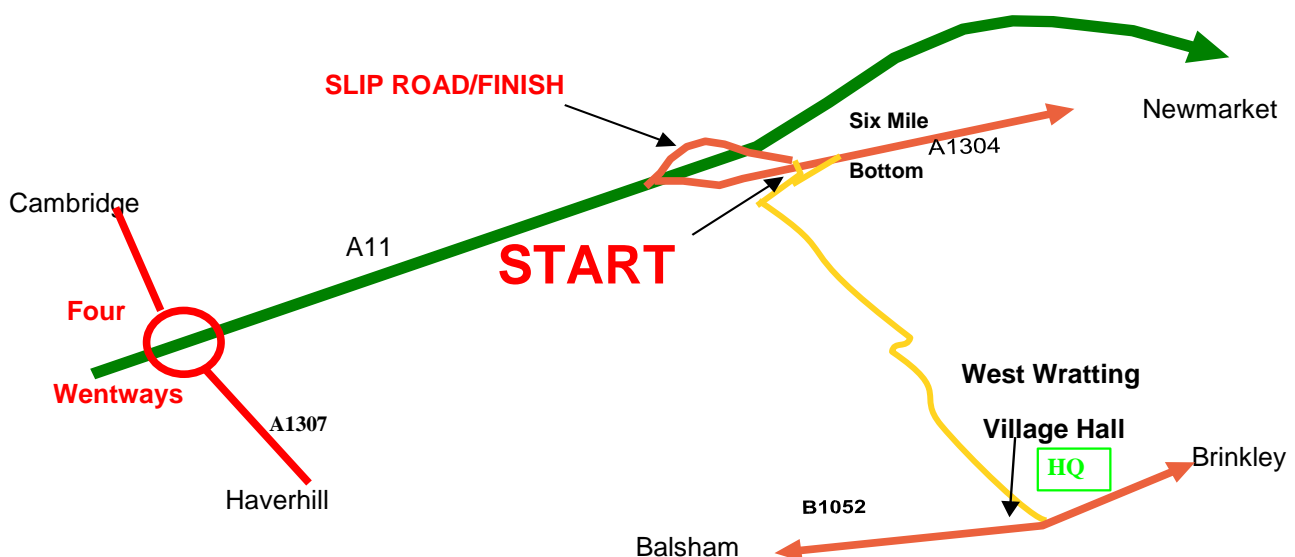 SLIP ROAD/FINISH
Newmarket
Six Mile
A1304
Bottom
Cambridge
A11
START
Four
Wentways
A1307
Haverhill
West Wratting
Village Hall
HQ
Brinkley
B1052
Balsham